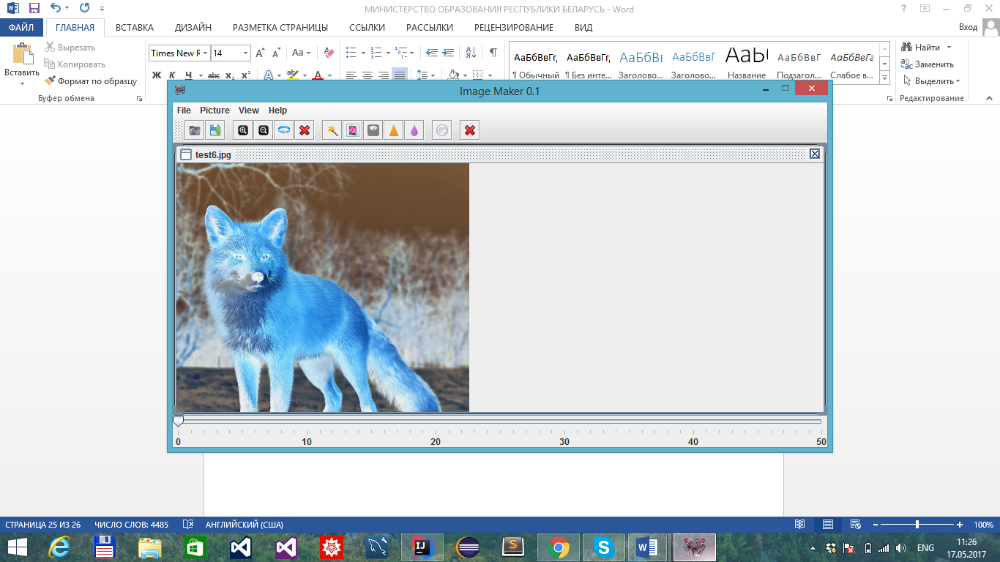 МИНИСТЕРСТВО ОБРАЗОВАНИЯ РЕСПУБЛИКИ БЕЛАРУСЬ - Word
ФАЙЛ ГЛАВНАЯ ВСТАВКА ДИЗАЙН РАЗМЕТКА СТРАНИЦЫ ССЫЛКИ РАССЫЛКИ РЕЦЕНЗИРОВАНИЕ ВИД Вход
Вставить
Вырезать
Копировать
Формат по образцу
Буфер обмена
Times New R 14
Aa
Ж К Ч abc x₂ x²
АаБбВвГг, АаБбВвГг, АаБбВвГ АаБбВвГ АаБбВвГ АаБбВвГг
¶ Обычный ¶ Без инте... Заголово... Заголово... Название Подзагол... Слабое в...
Найти
Заменить
Выделить
Редактирование
Image Maker 0.1
File Picture View Help
test6.jpg
0 10 20 30 40 50
СТРАНИЦА 25 ИЗ 26 ЧИСЛО СЛОВ: 4485 АНГЛИЙСКИЙ (США) 100%
ENG
11:26
17.05.2017